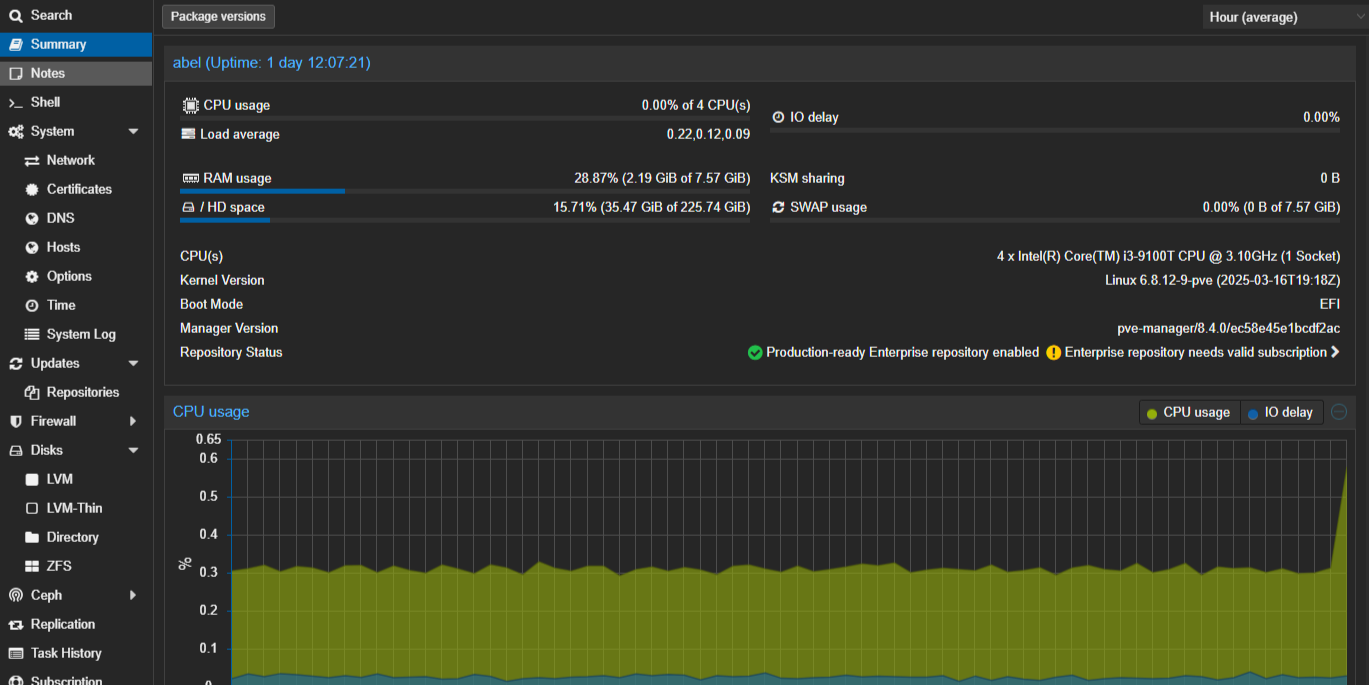 Search
Summary
Notes
Shell
System
Network
Certificates
DNS
Hosts
Options
Time
System Log
Updates
Repositories
Firewall
Disks
LVM
LVM-Thin
Directory
ZFS
Ceph
Replication
Task History
Subscription
Package versions
Hour (average)
abel (Uptime: 1 day 12:07:21)
CPU usage 0.00% of 4 CPU(s)
IO delay 0.00%
Load average 0.22,0.12,0.09
RAM usage 28.87% (2.19 GiB of 7.57 GiB)
KSM sharing 0 B
/ HD space 15.71% (35.47 GiB of 225.74 GiB)
SWAP usage 0.00% (0 B of 7.57 GiB)
CPU(s) 4 x Intel(R) Core(TM) i3-9100T CPU @ 3.10GHz (1 Socket)
Kernel Version Linux 6.8.12-9-pve (2025-03-16T19:18Z)
Boot Mode EFI
Manager Version pve-manager/8.4.0/ec58e45e1bcdf2ac
Repository Status Production-ready Enterprise repository enabled Enterprise repository needs valid subscription
CPU usage
CPU usage IO delay
0.65
0.6
0.5
0.4
0.3
0.2
0.1
0
%